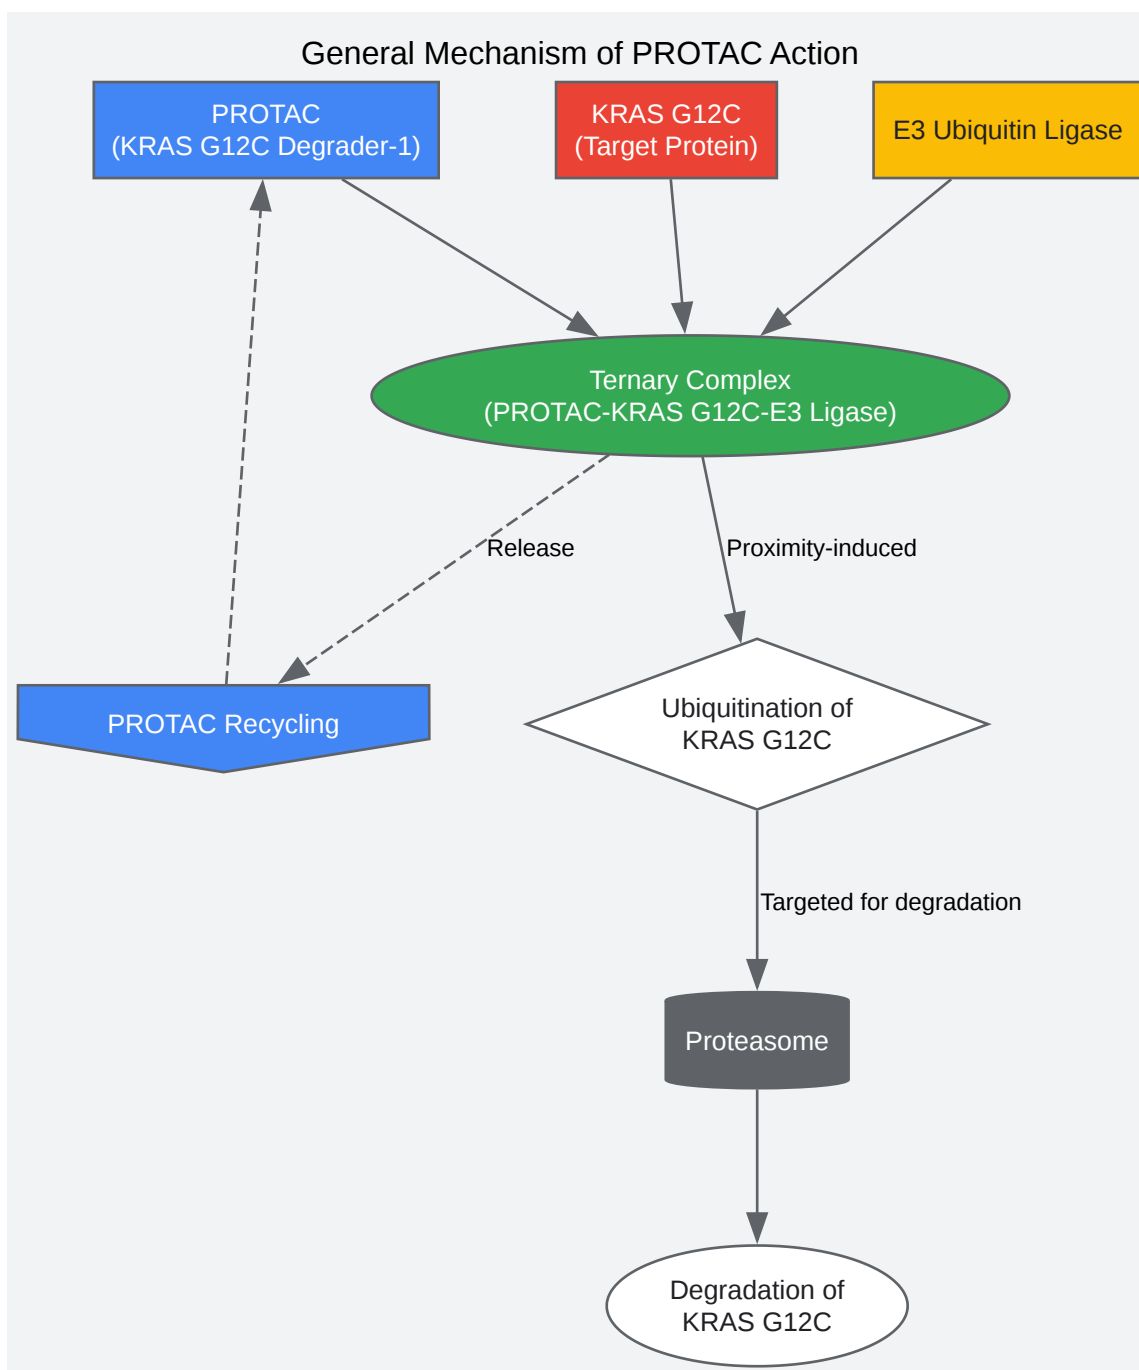 General Mechanism of PROTAC Action
PROTAC
(KRAS G12C Degrader-1)
KRAS G12C
(Target Protein)
E3 Ubiquitin Ligase
Ternary Complex
(PROTAC-KRAS G12C-E3 Ligase)
Release
Proximity-induced
PROTAC Recycling
Ubiquitination of
KRAS G12C
Targeted for degradation
Proteasome
Degradation of
KRAS G12C